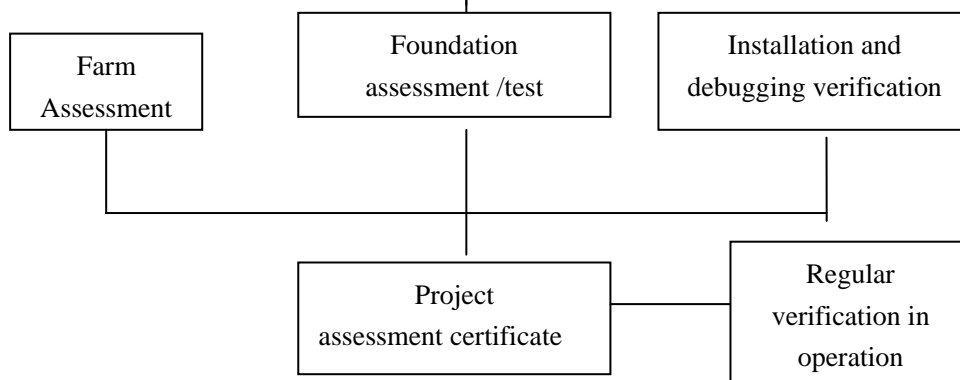 Farm
Assessment
Foundation
assessment /test
Installation and
debugging verification
Project
assessment certificate
Regular
verification in
operation